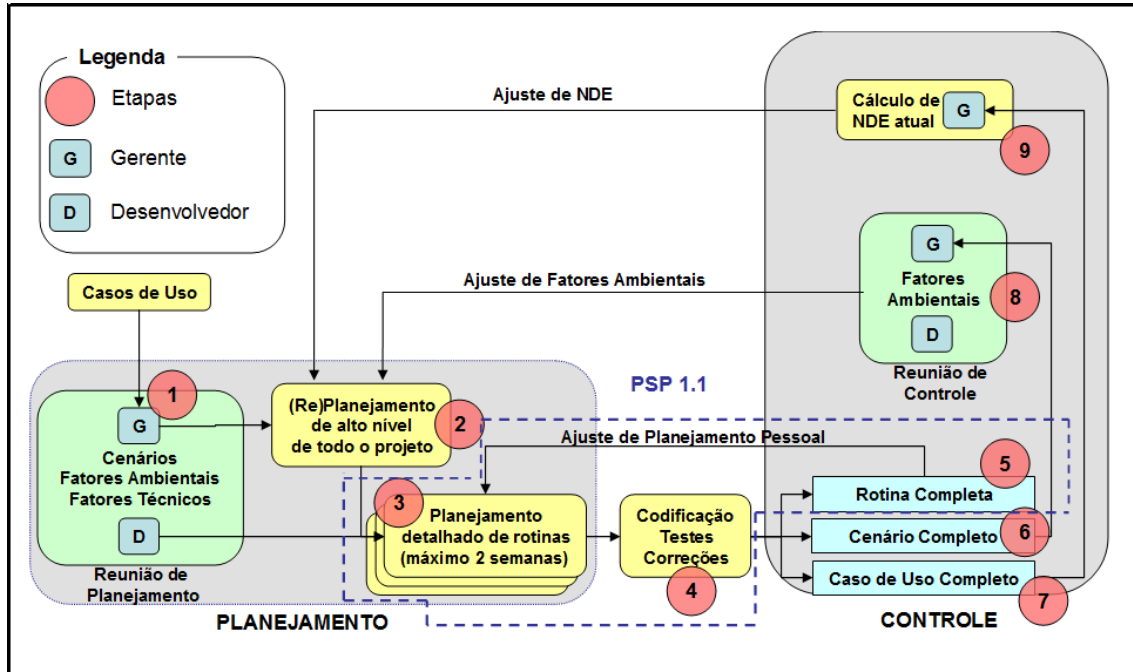 Legenda
Etapas
G
Gerente
D
Desenvolvedor
Ajuste de NDE
Cálculo de
NDE atual
G
9
Casos de Uso
Ajuste de Fatores Ambientais
G
Fatores
Ambientais
8
D
Reunião de
Controle
PSP 1.1
1
G
Cenários
Fatores Ambientais
Fatores Técnicos
D
Reunião de
Planejamento
(Re)Planejamento
de alto nível
de todo o projeto
2
Ajuste de Planejamento Pessoal
3
Planejamento
detalhado de rotinas
(máximo 2 semanas)
Codificação
Testes
Correções
4
5
Rotina Completa
Cenário Completo
6
Caso de Uso Completo
7
PLANEJAMENTO
CONTROLE